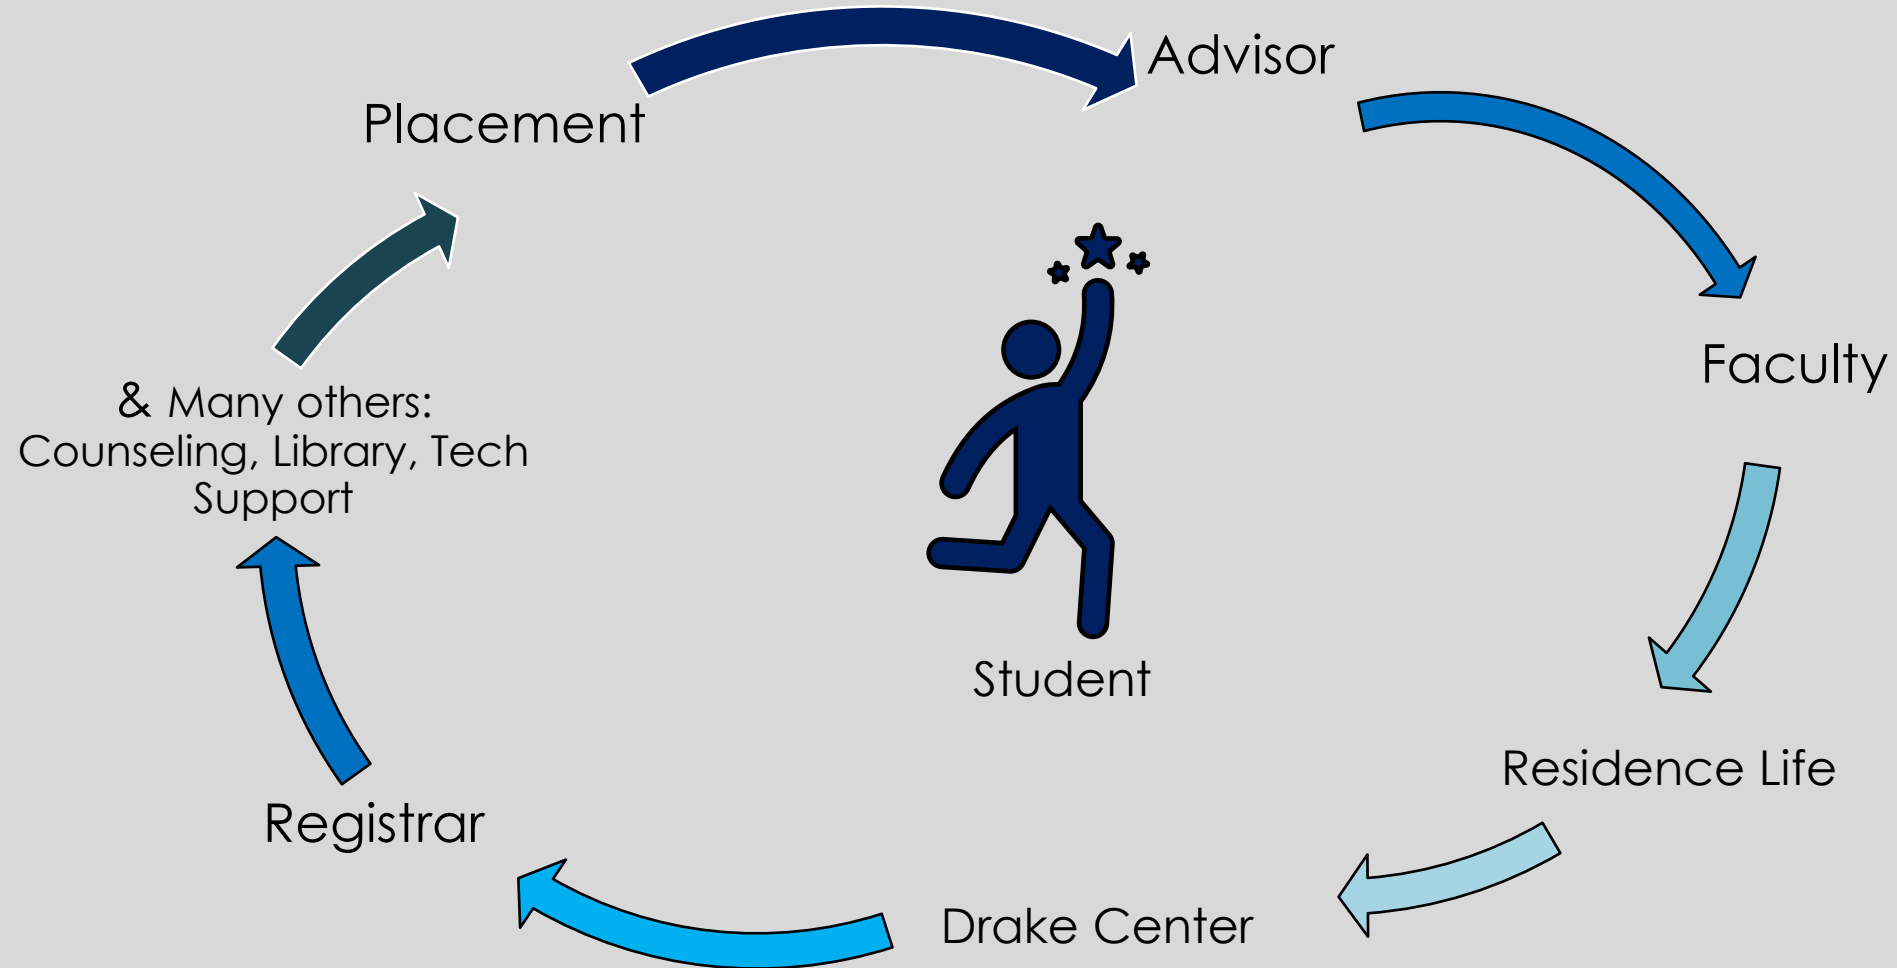 Advisor
Placement
Faculty
& Many others:
Counseling, Library, Tech
Support
Student
Residence Life
Registrar
Drake Center